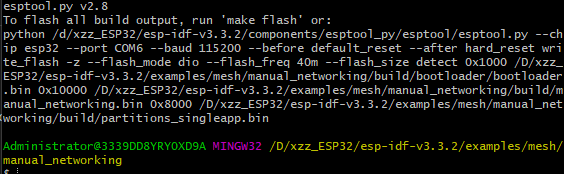 esptool.py v2.8
To flash all build output, run 'make flash' or:
python /d/xzz_ESP32/esp-idf-v3.3.2/components/esptool_py/esptool/esptool.py --ch
ip esp32 --port COM6 --baud 115200 --before default_reset --after hard_reset wri
te_flash -z --flash_mode dio --flash_freq 40m --flash_size detect 0x1000 /D/xzz_
ESP32/esp-idf-v3.3.2/examples/mesh/manual_networking/build/bootloader/bootloader
.bin 0x10000 /D/xzz_ESP32/esp-idf-v3.3.2/examples/mesh/manual_networking/build/m
anual_networking.bin 0x8000 /D/xzz_ESP32/esp-idf-v3.3.2/examples/mesh/manual_net
working/build/partitions_singleapp.bin
Administrator@3339DD8YRYOXD9A MINGW32 /D/xzz_ESP32/esp-idf-v3.3.2/examples/mesh/
manual_networking
$